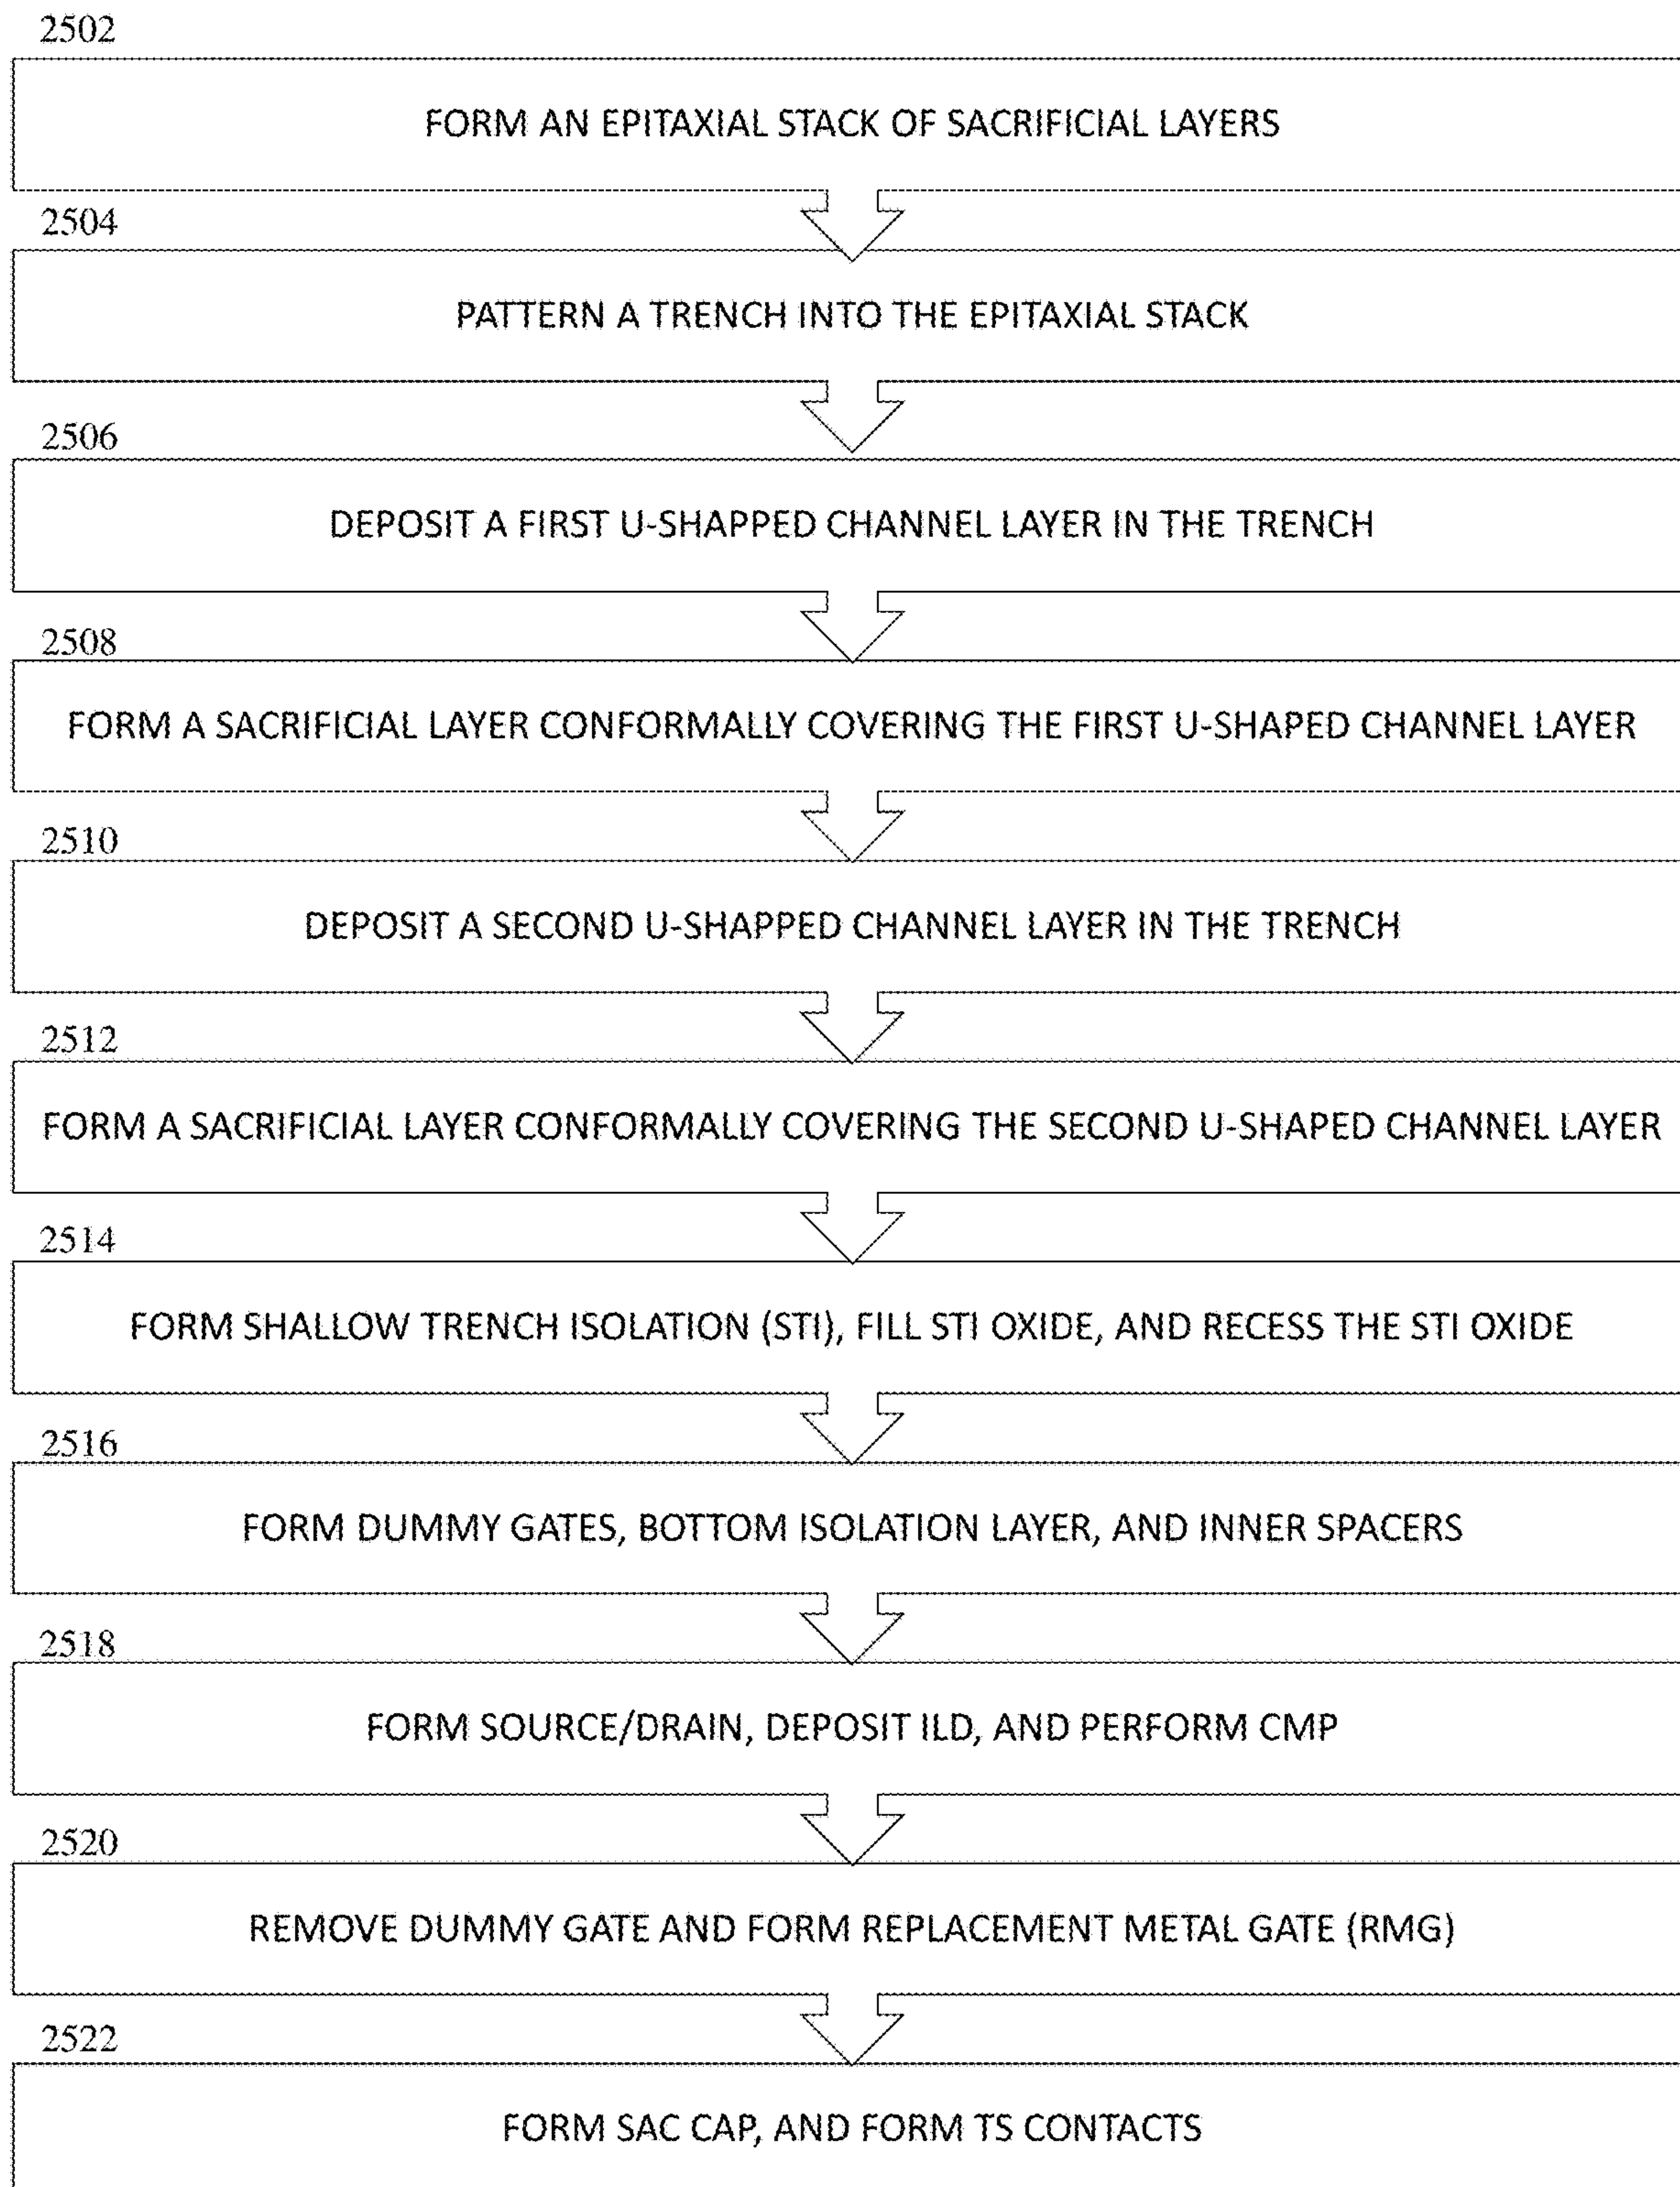 2502
FORM AN EPITAXIAL STACK OF SACRIFICIAL LAYERS
2504
PATTERN A TRENCH INTO THE EPITAXIAL STACK
2506
DEPOSIT A FIRST U-SHAPPED CHANNEL LAYER IN THE TRENCH
2508
FORM A SACRIFICIAL LAYER CONFORMALLY COVERING THE FIRST U-SHAPED CHANNEL LAYER
2510
DEPOSIT A SECOND U-SHAPPED CHANNEL LAYER IN THE TRENCH
2512
FORM A SACRIFICIAL LAYER CONFORMALLY COVERING THE SECOND U-SHAPED CHANNEL LAYER
2514
FORM SHALLOW TRENCH ISOLATION (STI), FILL STI OXIDE, AND RECESS THE STI OXIDE
2516
FORM DUMMY GATES, BOTTOM ISOLATION LAYER, AND INNER SPACERS
2518
FORM SOURCE/DRAIN, DEPOSIT ILD, AND PERFORM CMP
2520
REMOVE DUMMY GATE AND FORM REPLACEMENT METAL GATE (RMG)
2522
FORM SAC CAP, AND FORM TS CONTACTS